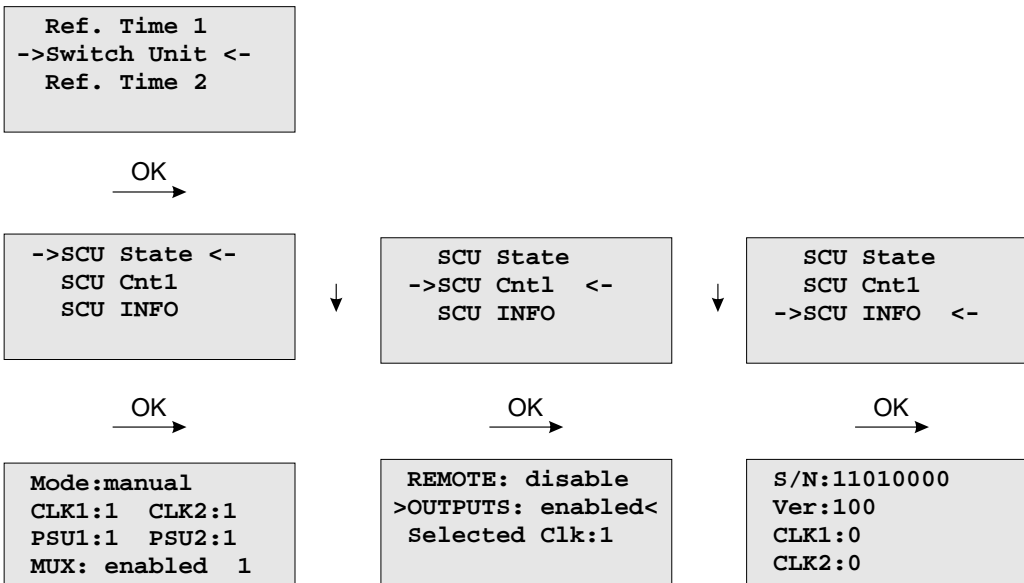 Ref. Time 1
->Switch Unit <-
Ref. Time 2
OK
->SCU State <-
SCU Cnt1
SCU INFO
SCU State
->SCU Cntl <-
SCU INFO
SCU State
SCU Cnt1
->SCU INFO <-
OK
OK
OK
Mode:manual
CLK1:1 CLK2:1
PSU1:1 PSU2:1
MUX: enabled 1
REMOTE: disable
>OUTPUTS: enabled<
Selected Clk:1
S/N:11010000
Ver:100
CLK1:0
CLK2:0